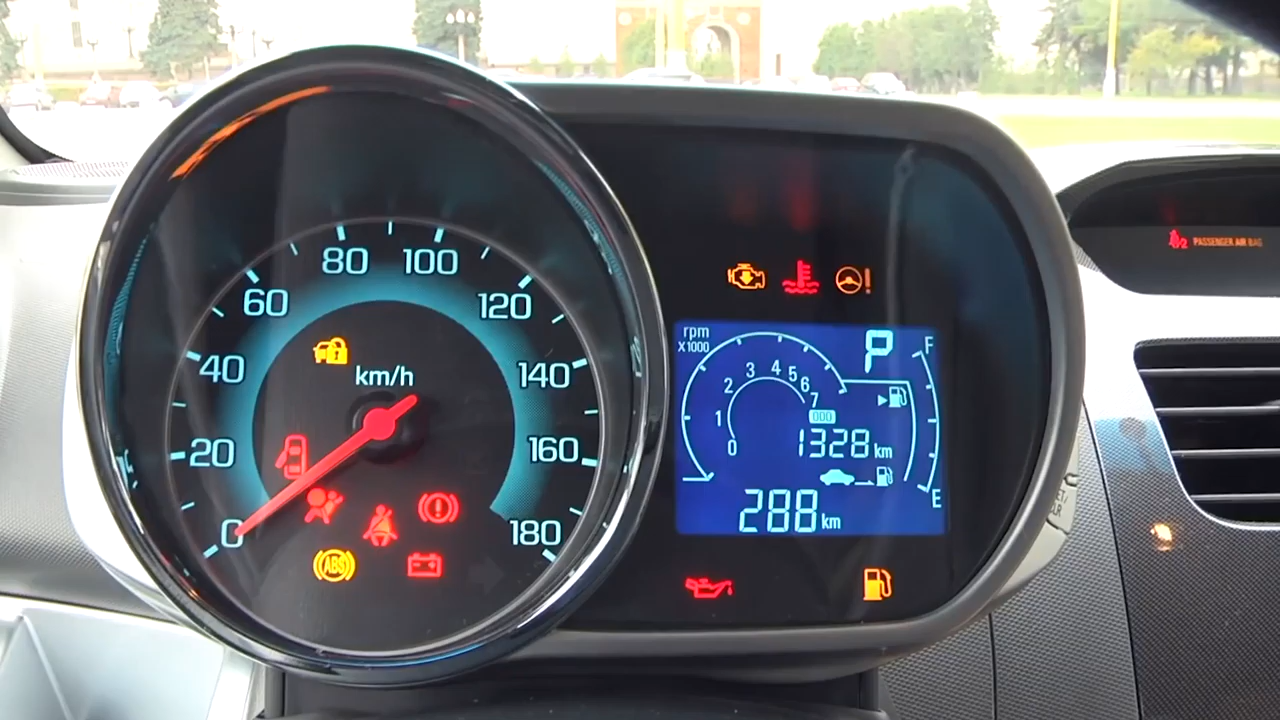 80 100
60 120
40 140
20 160
0 180
km/h
ABS
rpm
X1000
P
F
0 1 2 3 4 5 6 7
000
1328 km
288 km
E
PASSENGER AIR BAG